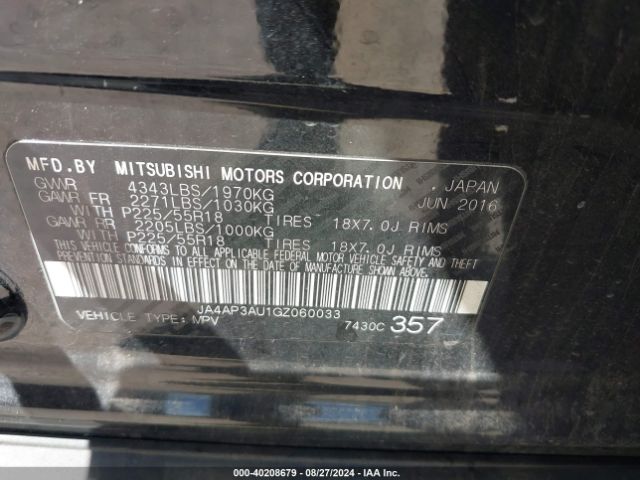 MFD.BY MITSUBISHI MOTORS CORPORATION . JAPAN
GVWR 4343LBS/1970KG JUN 2016
GAWR FR 2271LBS/1030KG
WITH P225/55R18 TIRES 18X7.0J RIMS
GAWR RR 2205LBS/1000KG
WITH P225/55R18 TIRES 18X7.0J RIMS
THIS VEHICLE CONFORMS TO ALL APPLICABLE FEDERAL MOTOR VEHICLE SAFETY AND THEFT
PREVENTION STANDARDS IN EFFECT ON THE DATE OF MANUFACTURE SHOWN ABOVE.
JA4AP3AU1GZ060033
VEHICLE TYPE: MPV 7430C 357
000-40208679 / 08/27/2024 / IAA Inc.